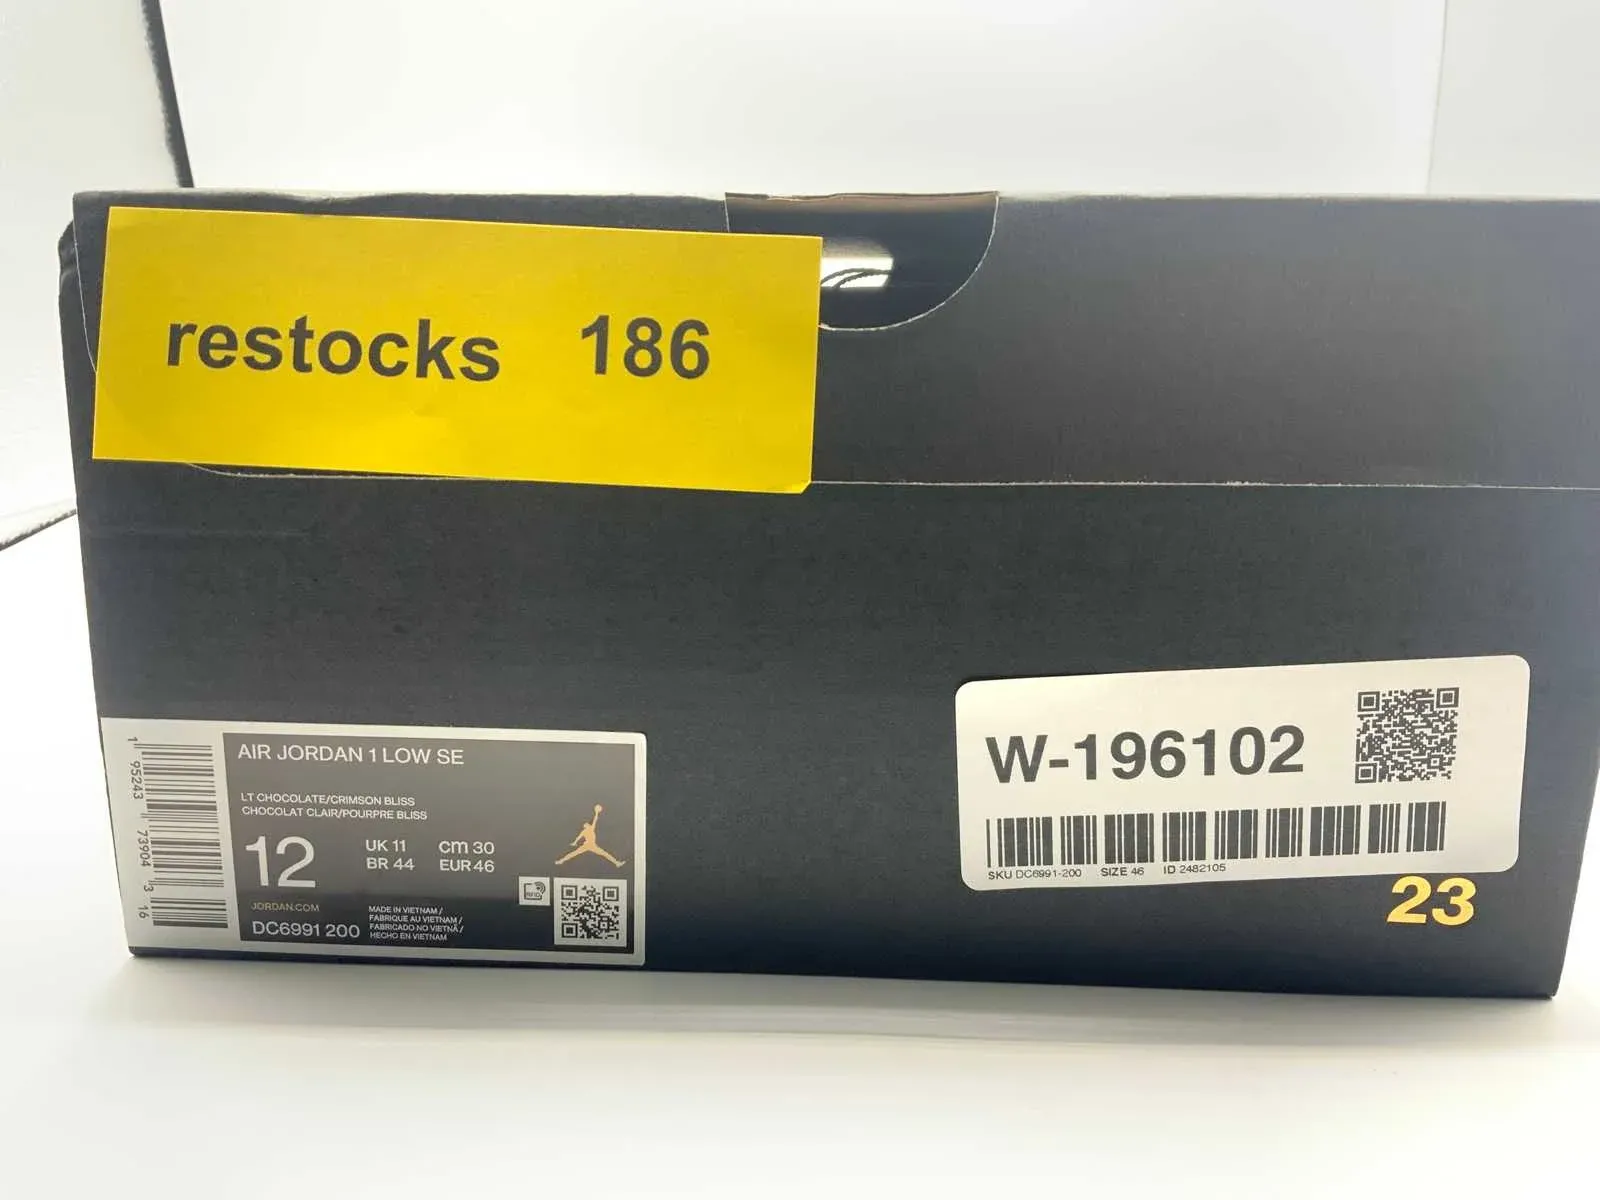 restocks 186
AIR JORDAN 1 LOW SE
LT CHOCOLATE/CRIMSON BLISS
CHOCOLAT CLAIR/POURPRE BLISS
12
UK 11 cm 30
BR 44 EUR 46
RFID
JORDAN.COM
DC6991 200
MADE IN VIETNAM /
FABRIQUE AU VIETNAM /
FABRICADO NO VIETNÃ /
HECHO EN VIETNAM
1 95243 73904 3 16
W-196102
SKU DC6991-200 SIZE 46 ID 2482105
23